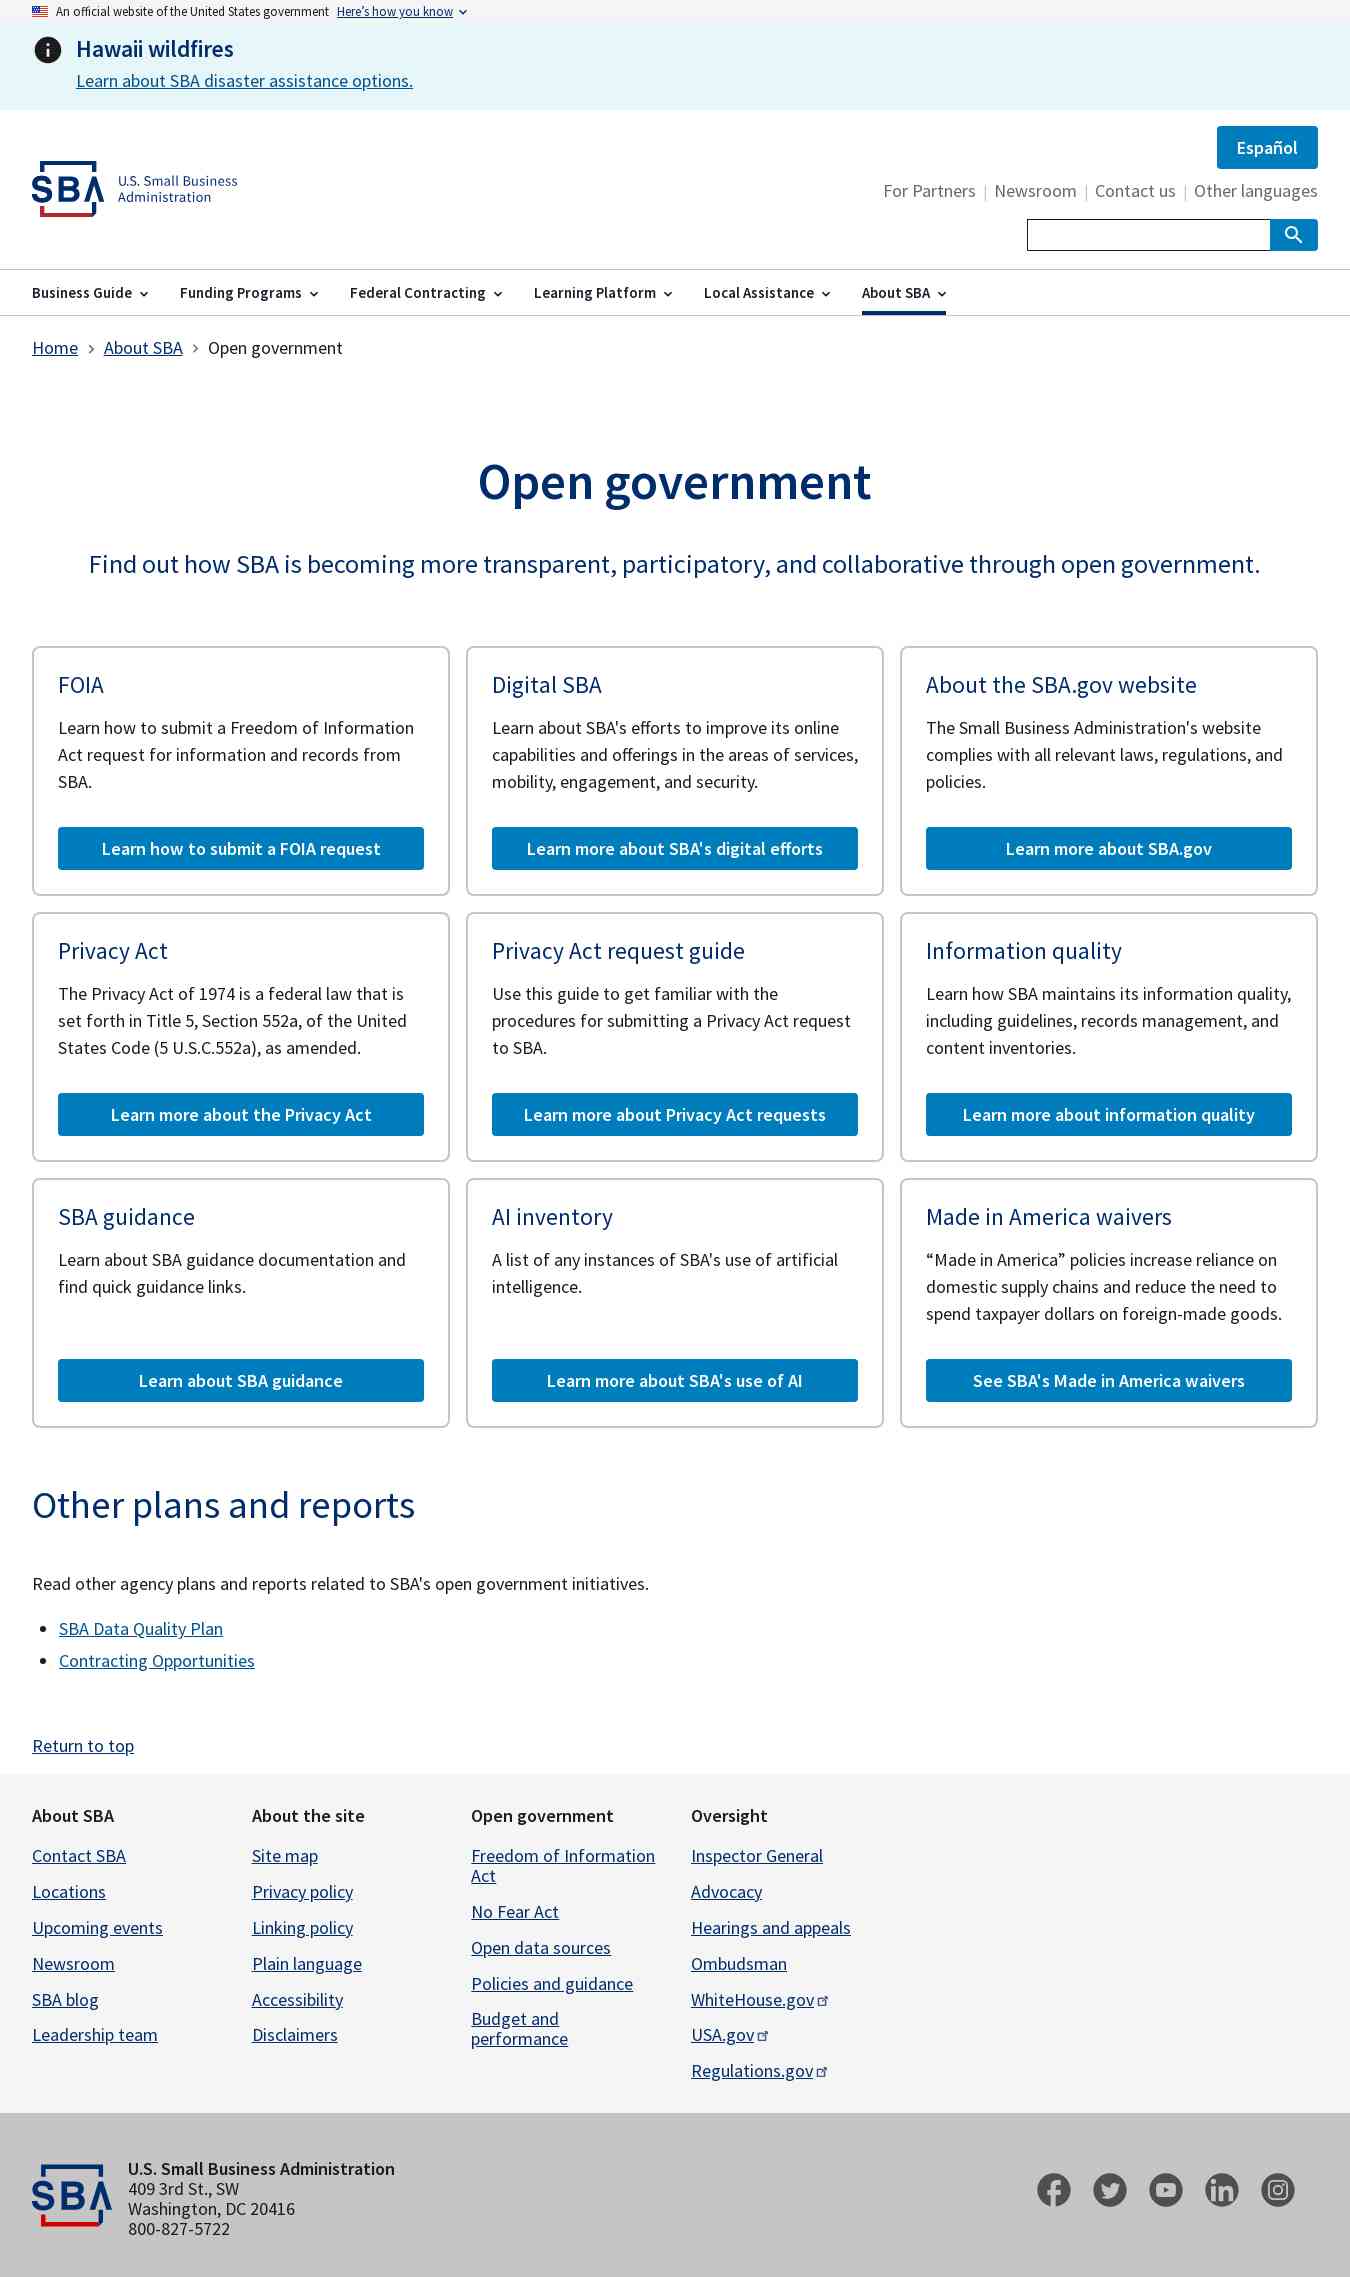 An official website of the United States government Here's how you know
Hawaii wildfires
Learn about SBA disaster assistance options.
Español
SBA U.S. Small Business
Administration
For Partners | Newsroom | Contact us | Other languages
Business Guide Funding Programs Federal Contracting Learning Platform Local Assistance About SBA
Home About SBA Open government
Open government
Find out how SBA is becoming more transparent, participatory, and collaborative through open government.
FOIA
Learn how to submit a Freedom of Information
Act request for information and records from
SBA.
Learn how to submit a FOIA request
Digital SBA
Learn about SBA's efforts to improve its online
capabilities and offerings in the areas of services,
mobility, engagement, and security.
Learn more about SBA's digital efforts
About the SBA.gov website
The Small Business Administration's website
complies with all relevant laws, regulations, and
policies.
Learn more about SBA.gov
Privacy Act
The Privacy Act of 1974 is a federal law that is
set forth in Title 5, Section 552a, of the United
States Code (5 U.S.C.552a), as amended.
Learn more about the Privacy Act
Privacy Act request guide
Use this guide to get familiar with the
procedures for submitting a Privacy Act request
to SBA.
Learn more about Privacy Act requests
Information quality
Learn how SBA maintains its information quality,
including guidelines, records management, and
content inventories.
Learn more about information quality
SBA guidance
Learn about SBA guidance documentation and
find quick guidance links.
Learn about SBA guidance
AI inventory
A list of any instances of SBA's use of artificial
intelligence.
Learn more about SBA's use of AI
Made in America waivers
“Made in America” policies increase reliance on
domestic supply chains and reduce the need to
spend taxpayer dollars on foreign-made goods.
See SBA's Made in America waivers
Other plans and reports
Read other agency plans and reports related to SBA's open government initiatives.
SBA Data Quality Plan
Contracting Opportunities
Return to top
About SBA
Contact SBA
Locations
Upcoming events
Newsroom
SBA blog
Leadership team
About the site
Site map
Privacy policy
Linking policy
Plain language
Accessibility
Disclaimers
Open government
Freedom of Information
Act
No Fear Act
Open data sources
Policies and guidance
Budget and
performance
Oversight
Inspector General
Advocacy
Hearings and appeals
Ombudsman
WhiteHouse.gov
USA.gov
Regulations.gov
SBA
U.S. Small Business Administration
409 3rd St., SW
Washington, DC 20416
800-827-5722